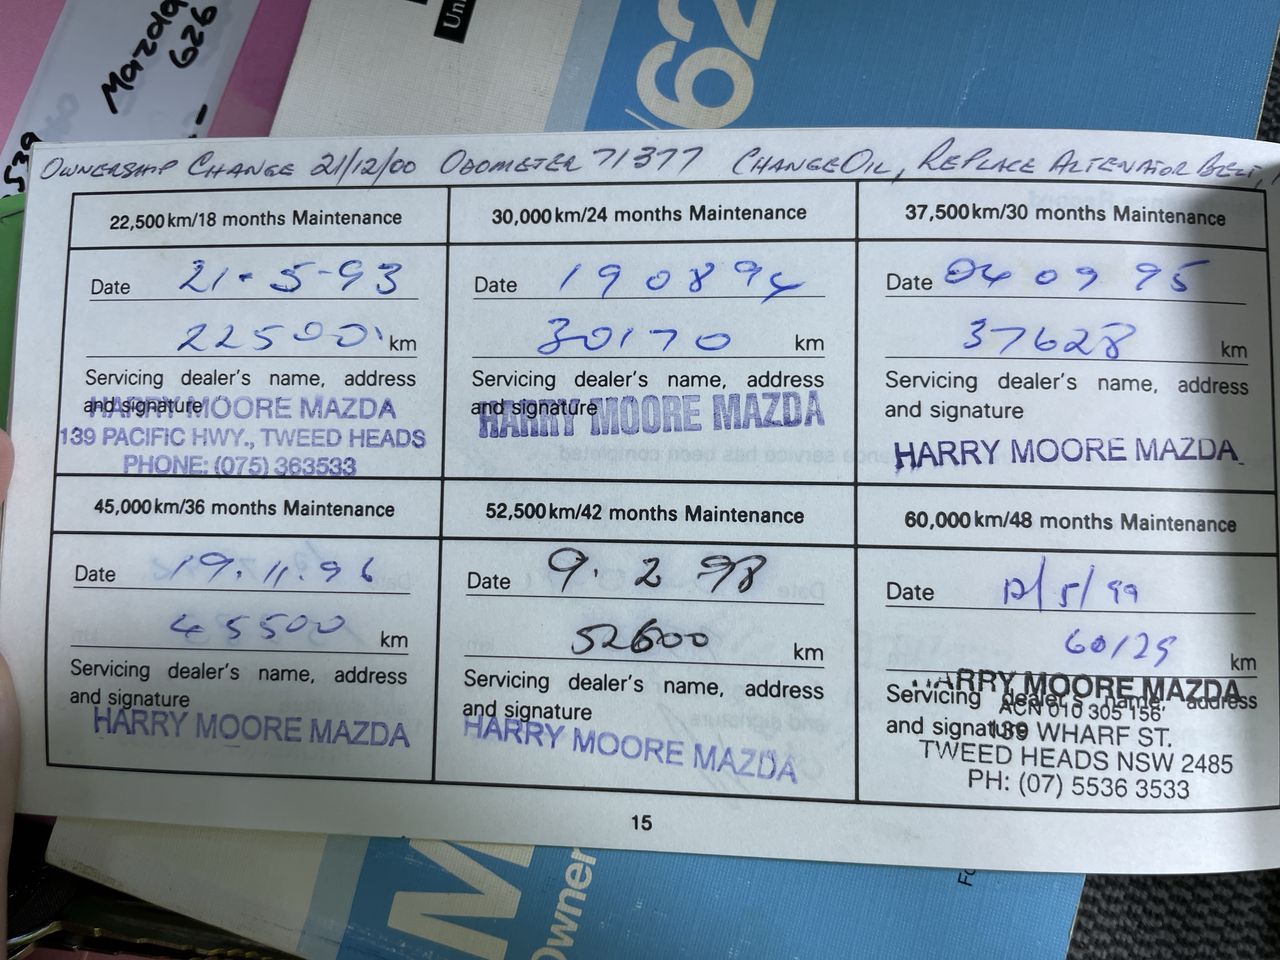 Mazda
626
539
Uni
/62
OWNERSHIP CHANGE 21/12/00 ODOMETER 71377 CHANGE OIL, REPLACE ALTENATOR BELT,
22,500 km/18 months Maintenance
Date 21-5-93
22500 km
Servicing dealer's name, address
and signature
HARRY MOORE MAZDA
139 PACIFIC HWY., TWEED HEADS
PHONE: (075) 363533
30,000 km/24 months Maintenance
Date 19 08 94
30170 km
Servicing dealer's name, address
and signature
HARRY MOORE MAZDA
37,500 km/30 months Maintenance
Date 04 09 95
37628 km
Servicing dealer's name, address
and signature
HARRY MOORE MAZDA
45,000 km/36 months Maintenance
Date 19.11.96
45500 km
Servicing dealer's name, address
and signature
HARRY MOORE MAZDA
52,500 km/42 months Maintenance
Date 9. 2 98
52600 km
Servicing dealer's name, address
and signature
HARRY MOORE MAZDA
60,000 km/48 months Maintenance
Date /5/99
60129 km
Servicing dealer's name, address
and signature
HARRY MOORE MAZDA
ACN 010 305 156
139 WHARF ST.
TWEED HEADS NSW 2485
PH: (07) 5536 3533
15
M
Owner
Fo